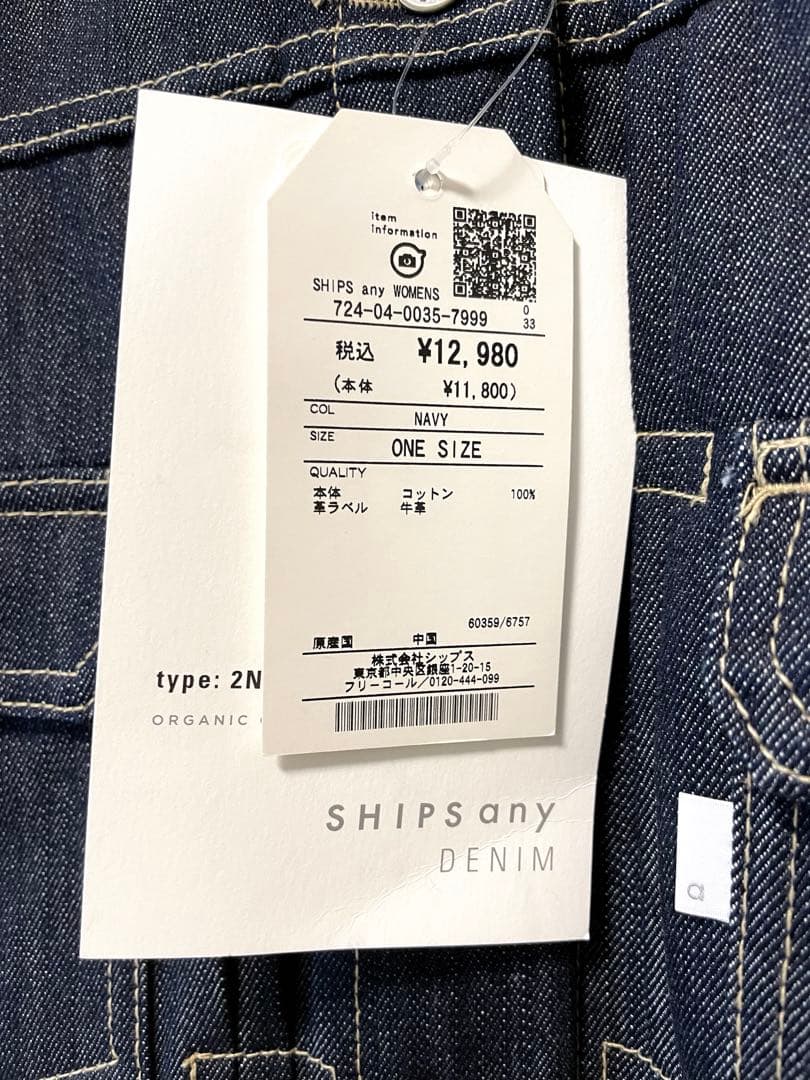 item
information
SHIPS any WOMENS
724-04-0035-7999
0
33
税込 ¥12,980
(本体 ¥11,800)
COL NAVY
SIZE ONE SIZE
QUALITY
本体 コットン 100%
革ラベル 牛革
60359/6757
原産国 中国
株式会社シップス
東京都中央区銀座1-20-15
フリーコール/0120-444-099
type: 2N
ORGANIC
SHIPS any
DENIM
a